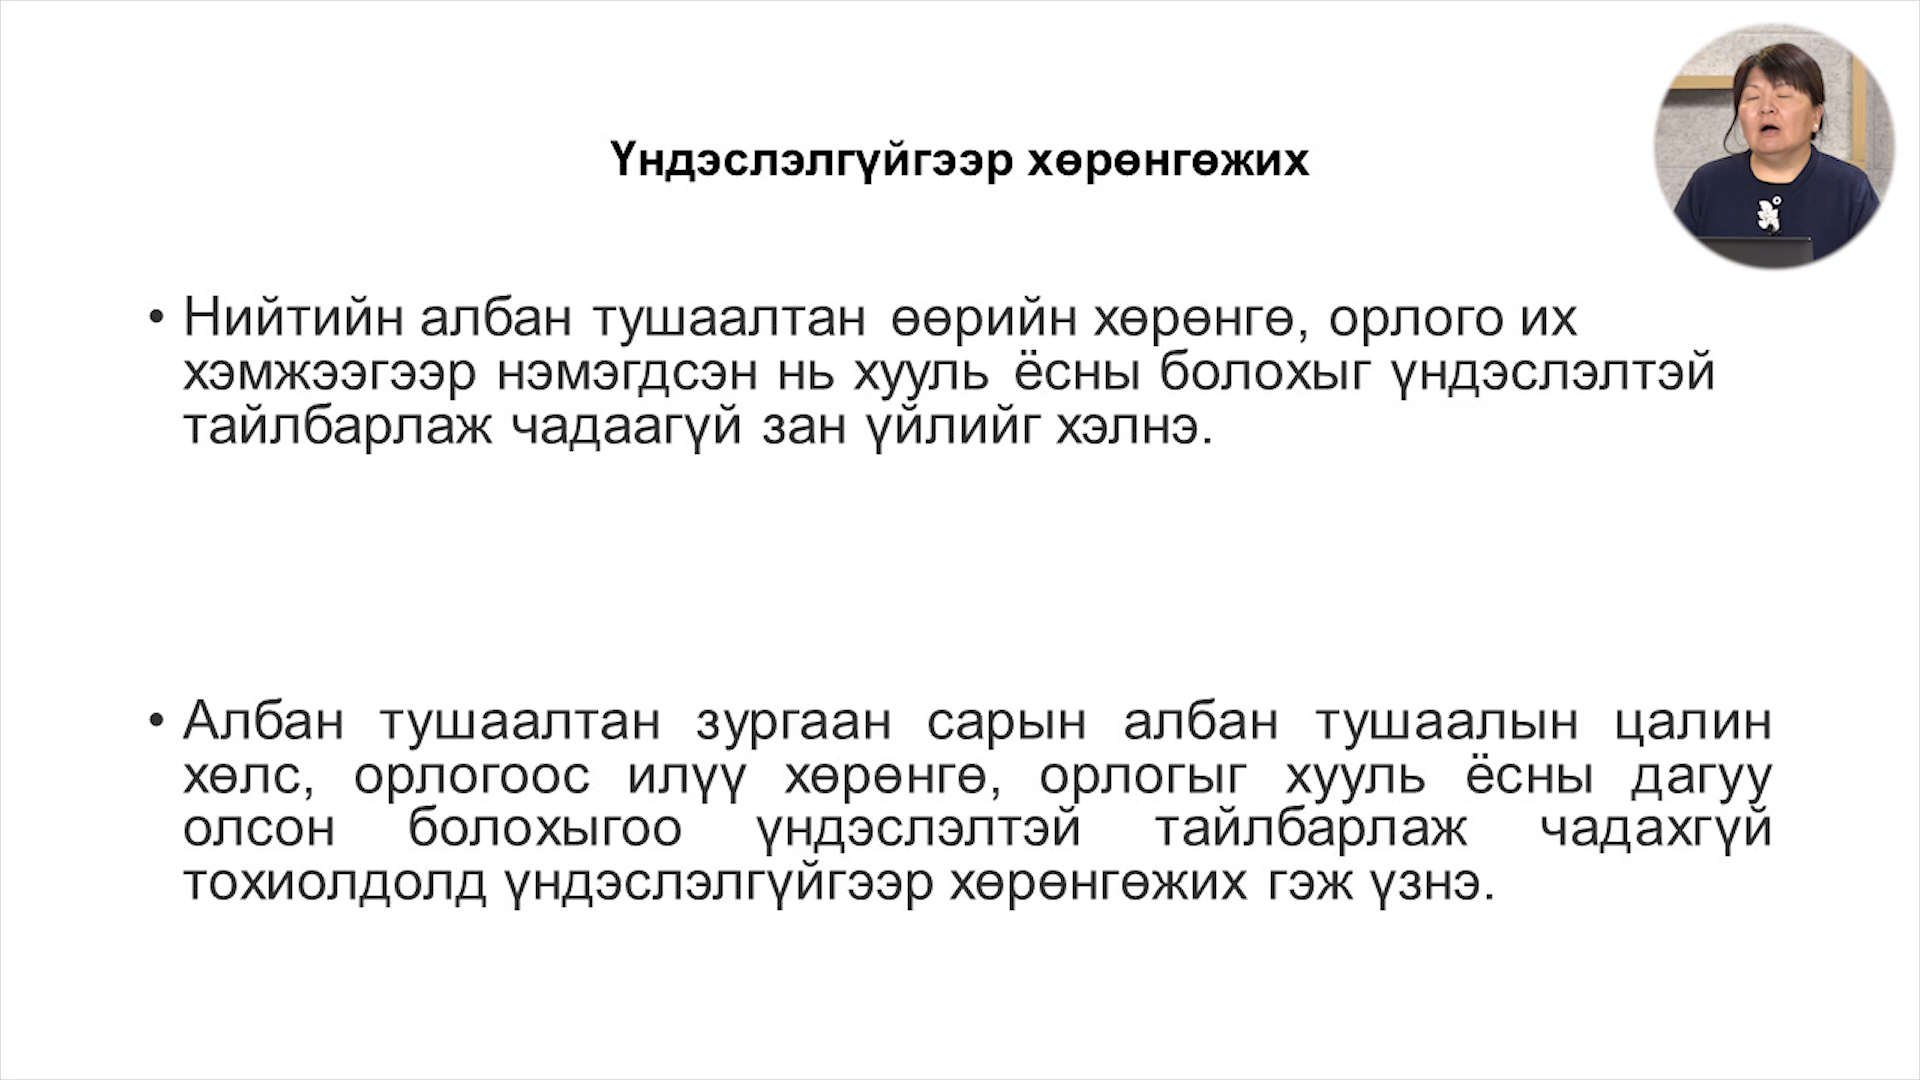 Үндэслэлгүйгээр хөрөнгөжих
• Нийтийн албан тушаалтан өөрийн хөрөнгө, орлого их
хэмжээгээр нэмэгдсэн нь хууль ёсны болохыг үндэслэлтэй
тайлбарлаж чадаагүй зан үйлийг хэлнэ.
• Албан тушаалтан зургаан сарын албан тушаалын цалин
хөлс, орлогоос илүү хөрөнгө, орлогыг хууль ёсны дагуу
олсон болохыгоо үндэслэлтэй тайлбарлаж чадахгүй
тохиолдолд үндэслэлгүйгээр хөрөнгөжих гэж үзнэ.